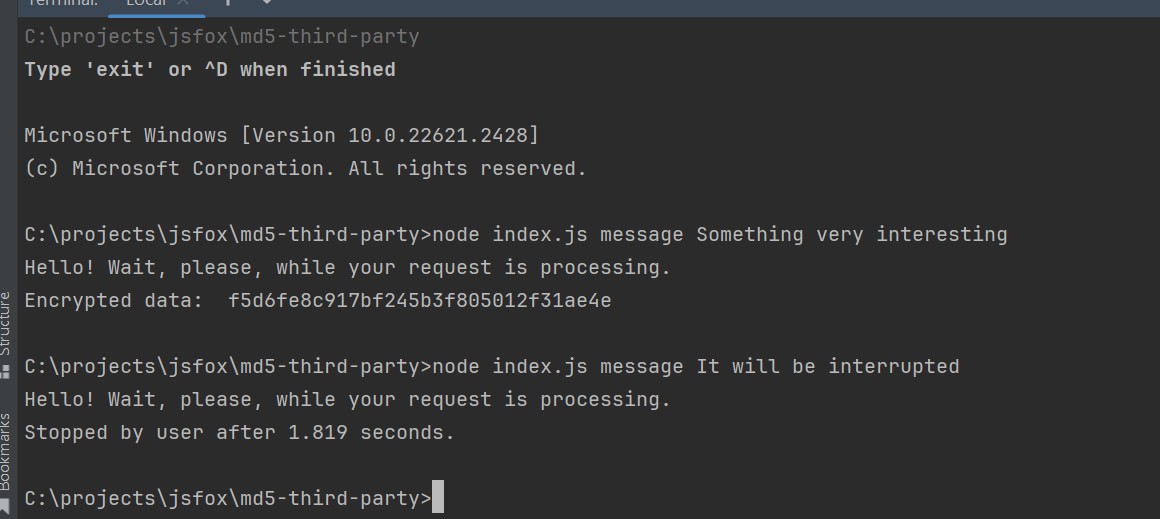 Terminal: Local
C:\projects\jsfox\md5-third-party
Type 'exit' or ^D when finished
Microsoft Windows [Version 10.0.22621.2428]
(c) Microsoft Corporation. All rights reserved.
C:\projects\jsfox\md5-third-party>node index.js message Something very interesting
Hello! Wait, please, while your request is processing.
Encrypted data:  f5d6fe8c917bf245b3f805012f31ae4e
C:\projects\jsfox\md5-third-party>node index.js message It will be interrupted
Hello! Wait, please, while your request is processing.
Stopped by user after 1.819 seconds.
C:\projects\jsfox\md5-third-party>
Structure
Bookmarks